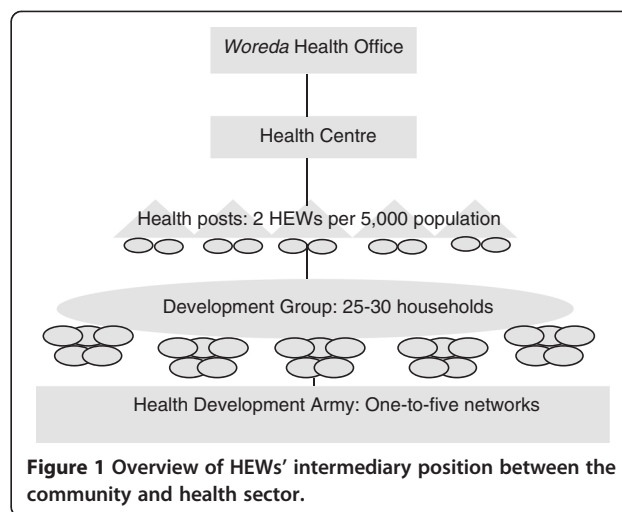 Woreda Health Office
Health Centre
Health posts: 2 HEWs per 5,000 population
Development Group: 25-30 households
Health Development Army: One-to-five networks
Figure 1 Overview of HEWs' intermediary position between the
community and health sector.